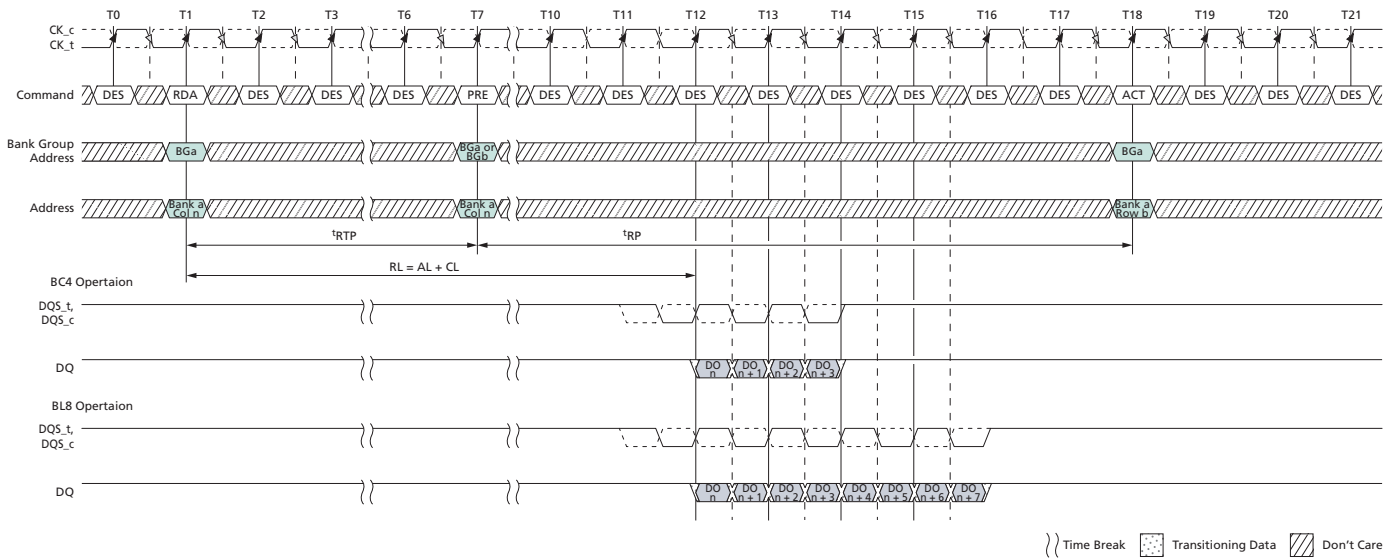 T0 T1 T2 T3 T6 T7 T10 T11 T12 T13 T14 T15 T16 T17 T18 T19 T20 T21
CK_c
CK_t
Command DES RDA DES DES DES PRE DES DES DES DES DES DES DES DES ACT DES DES DES
Bank Group
Address
BGa
BGa or
BGb
BGa
Address
Bank a
Col n
Bank a
Col n
Bank a
Row b
tRTP
tRP
RL = AL + CL
BC4 Opertaion
DQS_t,
DQS_c
DQ
DO
n
DO
n + 1
DO
n + 2
DO
n + 3
BL8 Opertaion
DQS_t,
DQS_c
DQ
DO
n
DO
n + 1
DO
n + 2
DO
n + 3
DO
n + 4
DO
n + 5
DO
n + 6
DO
n + 7
Time Break Transitioning Data Don't Care